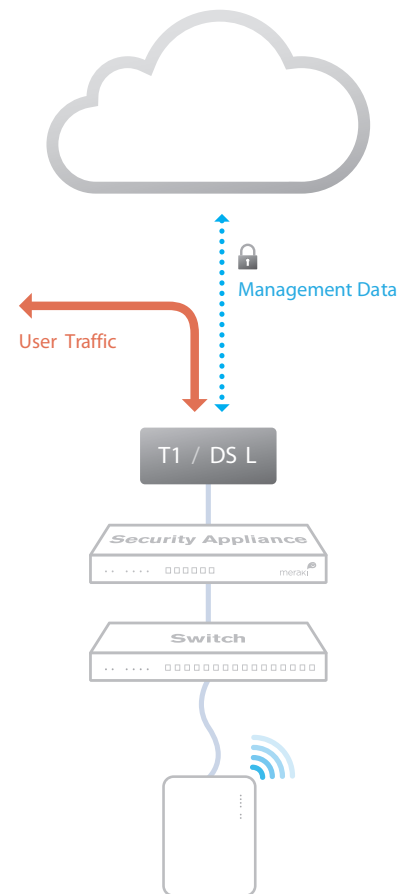 Management Data
User Traffic
T1 / DS L
Security Appliance
meraki
Switch